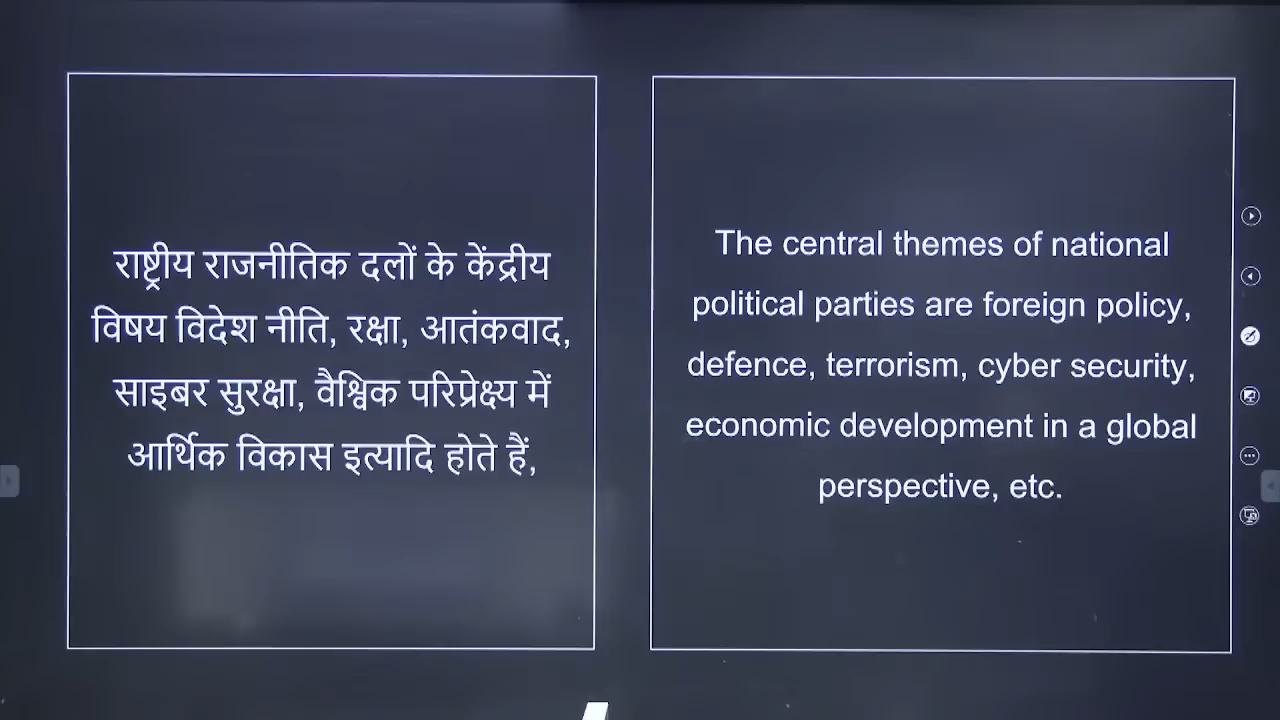 राष्ट्रीय राजनीतिक दलों के केंद्रीय
विषय विदेश नीति, रक्षा, आतंकवाद,
साइबर सुरक्षा, वैश्विक परिप्रेक्ष्य में
आर्थिक विकास इत्यादि होते हैं,
The central themes of national
political parties are foreign policy,
defence, terrorism, cyber security,
economic development in a global
perspective, etc.